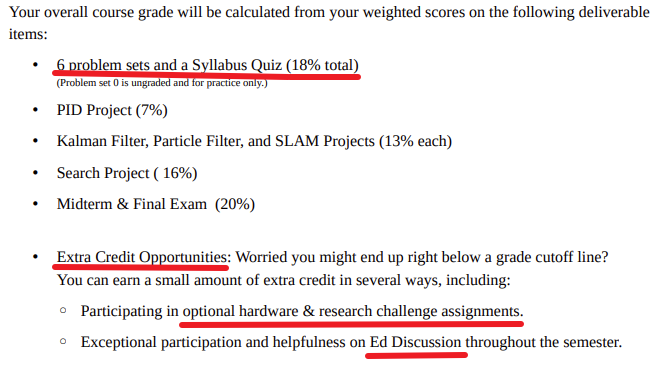 Your overall course grade will be calculated from your weighted scores on the following deliverable
items:
• 6 problem sets and a Syllabus Quiz (18% total)
(Problem set 0 is ungraded and for practice only.)
• PID Project (7%)
• Kalman Filter, Particle Filter, and SLAM Projects (13% each)
• Search Project ( 16%)
• Midterm & Final Exam (20%)
• Extra Credit Opportunities: Worried you might end up right below a grade cutoff line?
You can earn a small amount of extra credit in several ways, including:
○ Participating in optional hardware & research challenge assignments.
○ Exceptional participation and helpfulness on Ed Discussion throughout the semester.